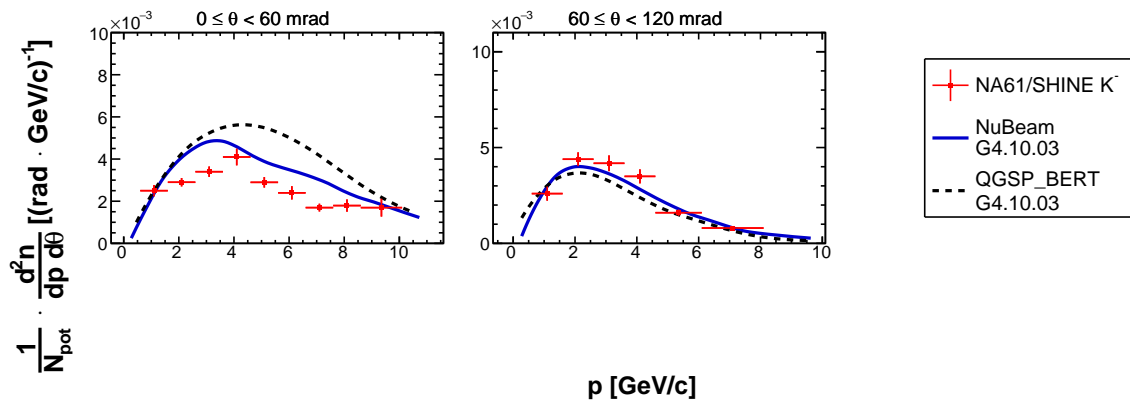 ×10⁻³ 0 ≤ θ < 60 mrad
10
8
6
4
2
0
0 2 4 6 8 10
×10⁻³ 60 ≤ θ < 120 mrad
10
5
0
0 2 4 6 8 10
NA61/SHINE K⁻
NuBeam
G4.10.03
QGSP_BERT
G4.10.03
1/N_pot · d²n/dp dθ [(rad · GeV/c)⁻¹]
p [GeV/c]